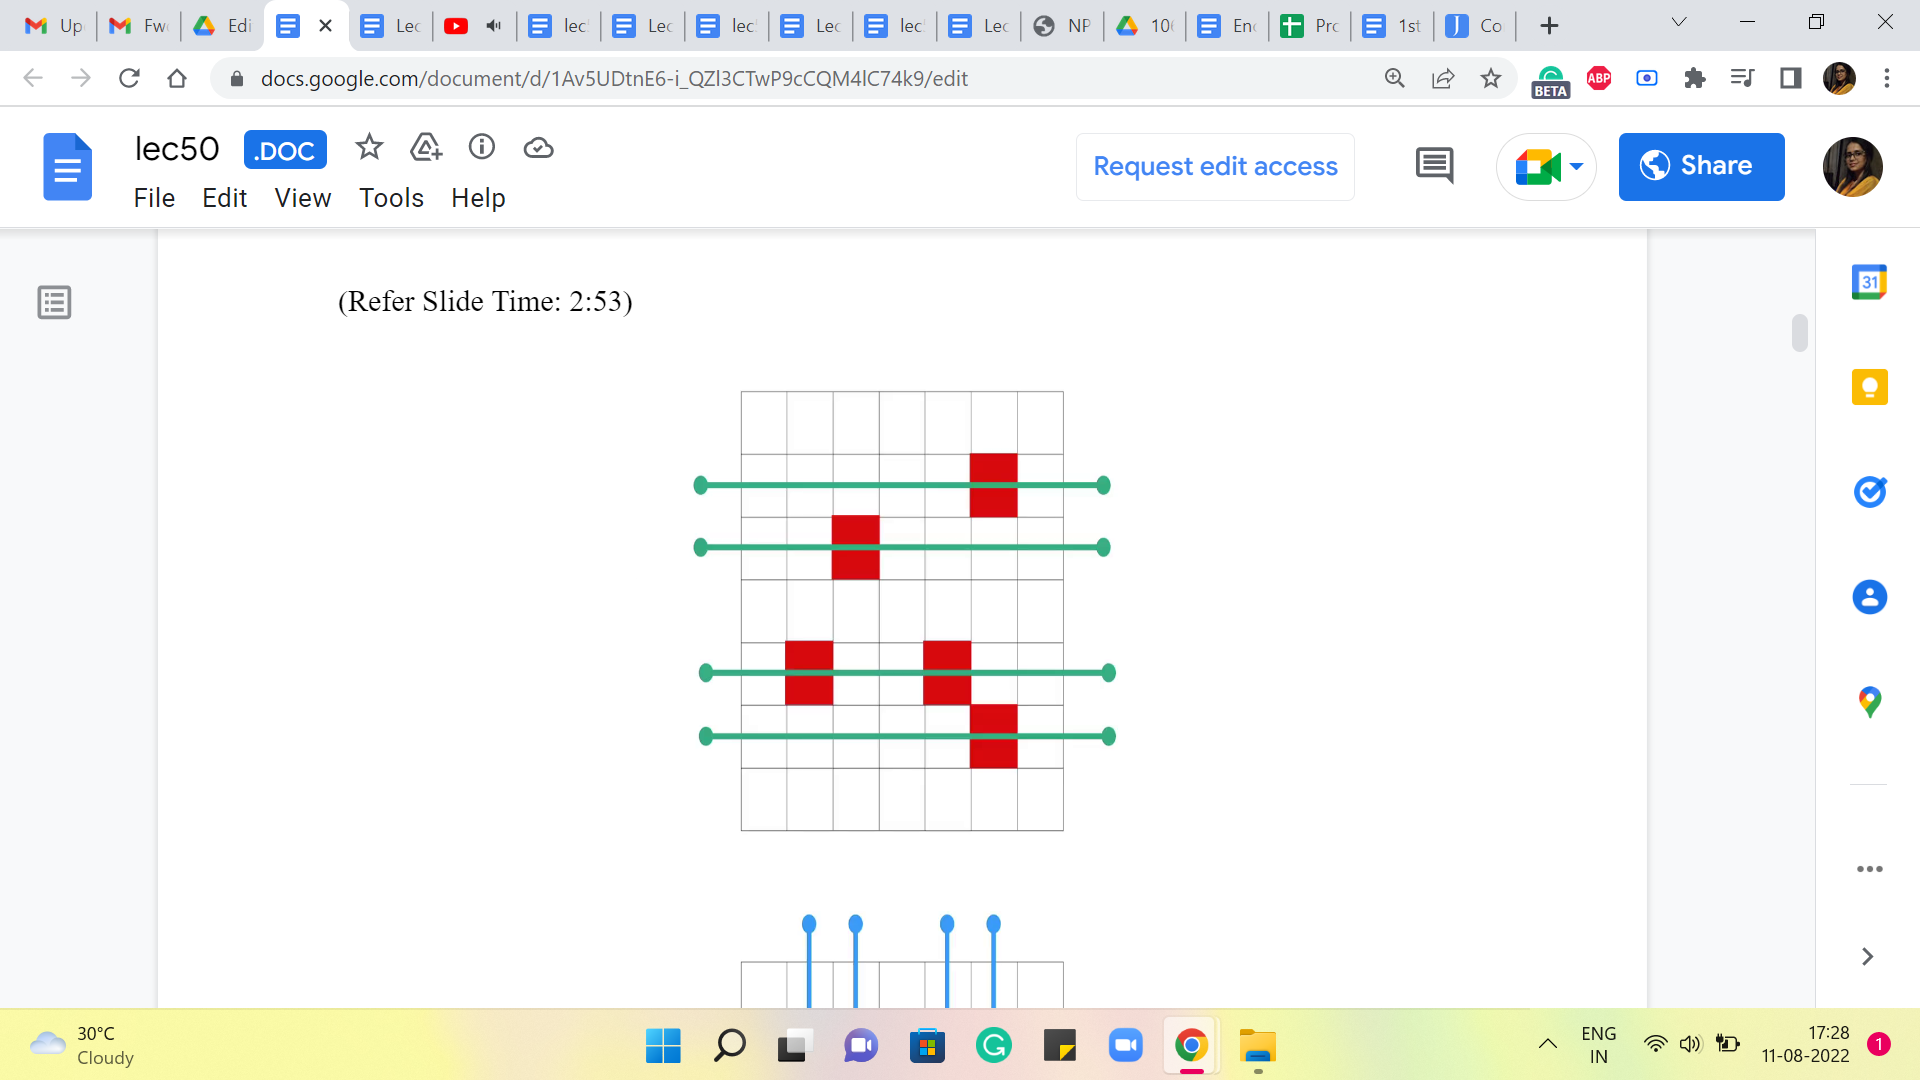 Up
Fw
Edi
Lec
lec
Lec
lec
Lec
lec
Lec
NP
10
Enc
Pro
1st
Co
docs.google.com/document/d/1Av5UDtnE6-i_QZl3CTwP9cCQM4lC74k9/edit
BETA
ABP
lec50
.DOC
File Edit View Tools Help
Request edit access
Share
31
(Refer Slide Time: 2:53)
30°C
Cloudy
ENG
IN
17:28
11-08-2022
1